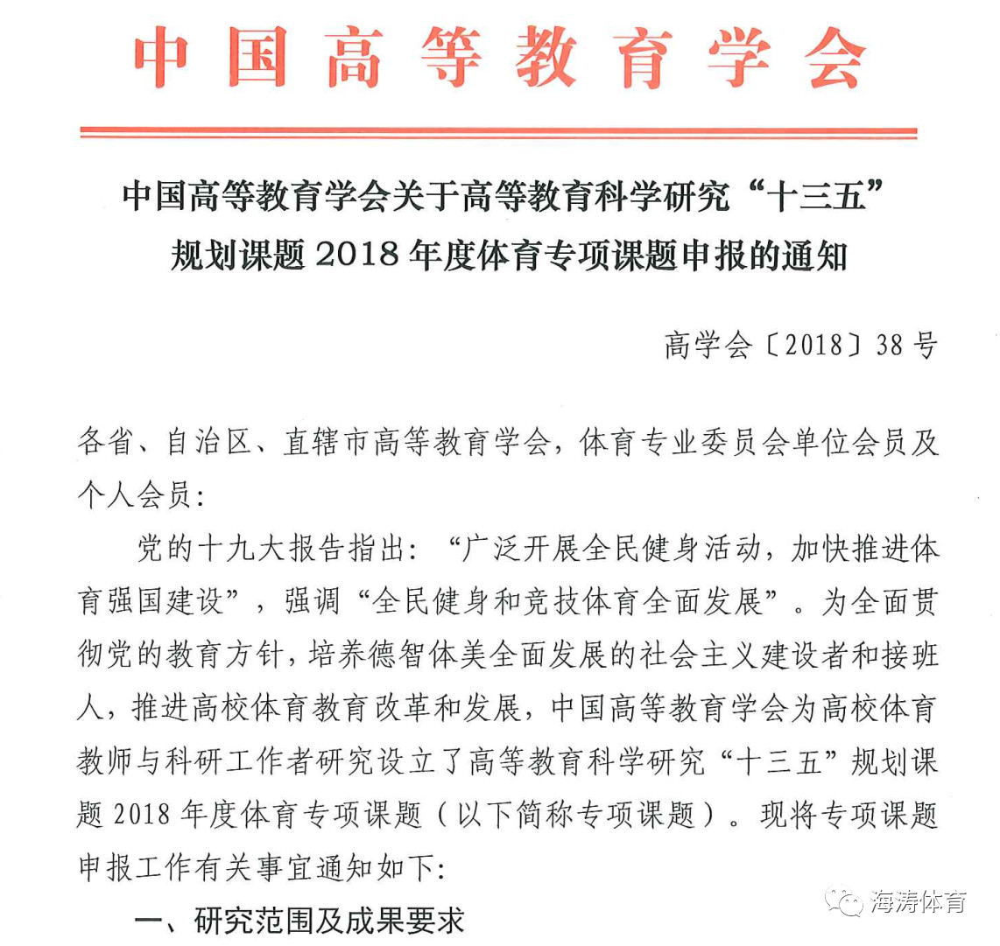 中国高等教育学会
中国高等教育学会关于高等教育科学研究“十三五”
规划课题 2018 年度体育专项课题申报的通知
高学会〔2018〕38 号
各省、自治区、直辖市高等教育学会，体育专业委员会单位会员及
个人会员：
党的十九大报告指出：“广泛开展全民健身活动，加快推进体
育强国建设”，强调“全民健身和竞技体育全面发展”。为全面贯
彻党的教育方针，培养德智体美全面发展的社会主义建设者和接班
人，推进高校体育教育改革和发展，中国高等教育学会为高校体育
教师与科研工作者研究设立了高等教育科学研究“十三五”规划课
题 2018 年度体育专项课题（以下简称专项课题）。现将专项课题
申报工作有关事宜通知如下：
一、研究范围及成果要求
海涛体育